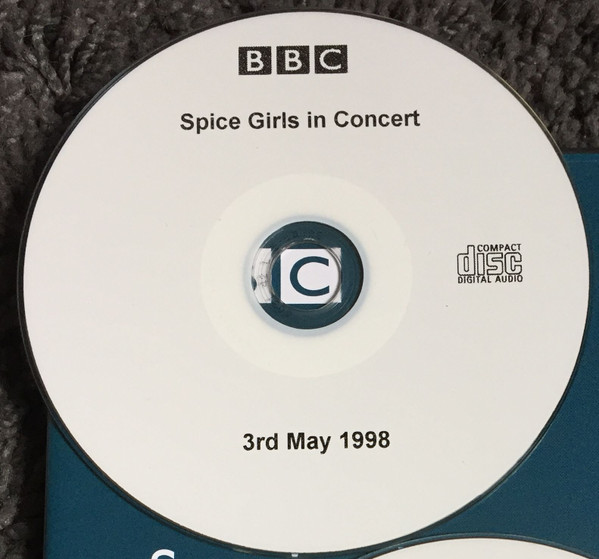 BBC
Spice Girls in Concert
C
COMPACT
disc
DIGITAL AUDIO
3rd May 1998